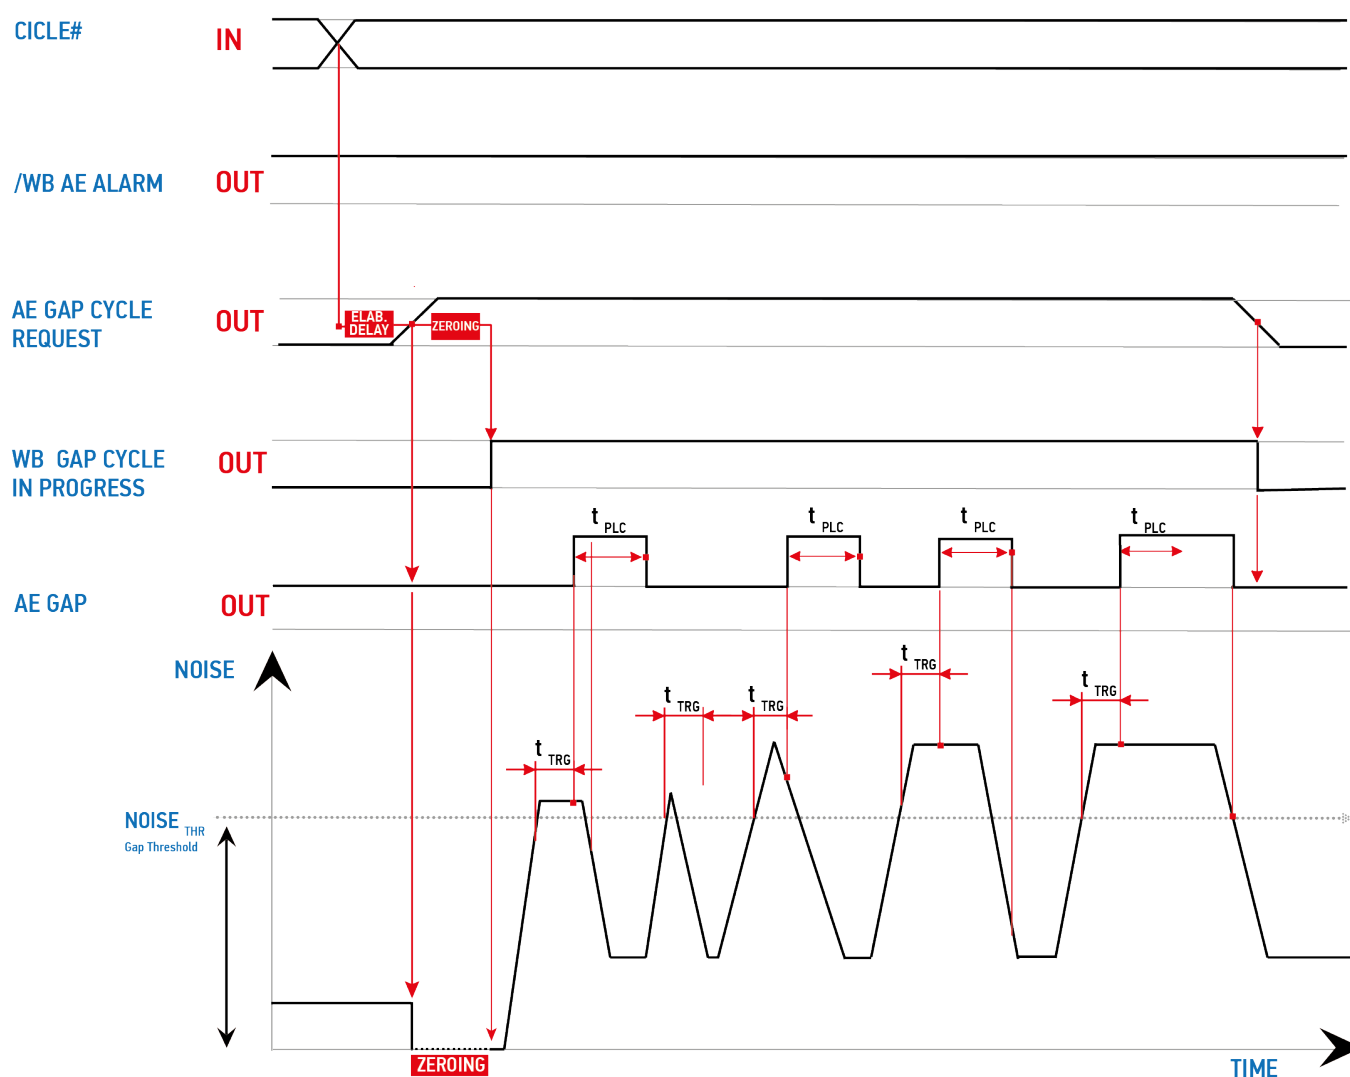 CICLE# IN
/WB AE ALARM OUT
AE GAP CYCLE
REQUEST
OUT
ELAB.
DELAY
ZEROING
WB GAP CYCLE
IN PROGRESS
OUT
t PLC
t PLC
t PLC
t PLC
AE GAP OUT
NOISE
t TRG
t TRG
t TRG
t TRG
t TRG
NOISE THR
Gap Threshold
ZEROING
TIME